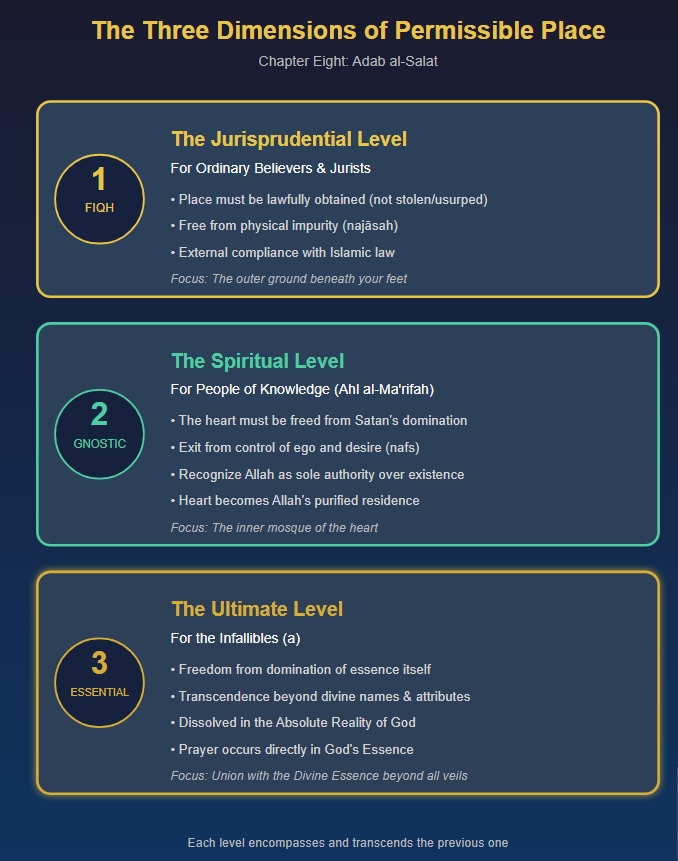 The Three Dimensions of Permissible Place
Chapter Eight: Adab al-Salat
1
FIQH
The Jurisprudential Level
For Ordinary Believers & Jurists
• Place must be lawfully obtained (not stolen/usurped)
• Free from physical impurity (najāsah)
• External compliance with Islamic law
Focus: The outer ground beneath your feet
2
GNOSTIC
The Spiritual Level
For People of Knowledge (Ahl al-Ma'rifah)
• The heart must be freed from Satan's domination
• Exit from control of ego and desire (nafs)
• Recognize Allah as sole authority over existence
• Heart becomes Allah's purified residence
Focus: The inner mosque of the heart
3
ESSENTIAL
The Ultimate Level
For the Infallibles (a)
• Freedom from domination of essence itself
• Transcendence beyond divine names & attributes
• Dissolved in the Absolute Reality of God
• Prayer occurs directly in God's Essence
Focus: Union with the Divine Essence beyond all veils
Each level encompasses and transcends the previous one